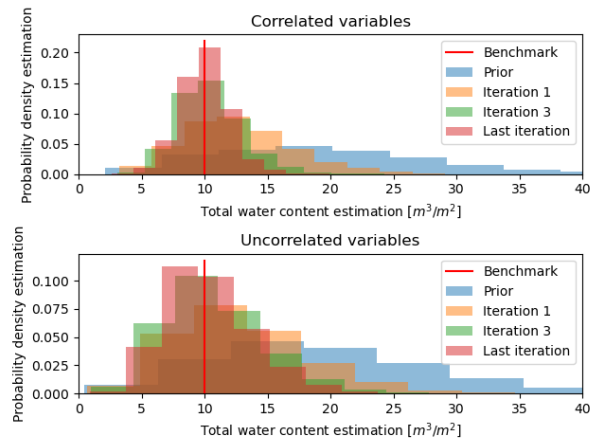 Correlated variables
Probability density estimation
0.20
0.15
0.10
0.05
0.00
Benchmark
Prior
Iteration 1
Iteration 3
Last iteration
0 5 10 15 20 25 30 35 40
Total water content estimation [m³/m²]
Uncorrelated variables
Probability density estimation
0.100
0.075
0.050
0.025
0.000
Benchmark
Prior
Iteration 1
Iteration 3
Last iteration
0 5 10 15 20 25 30 35 40
Total water content estimation [m³/m²]